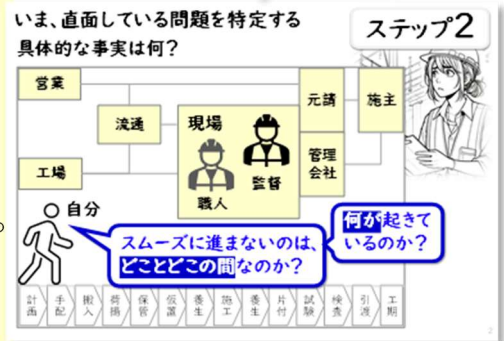 いま、直面している問題を特定する
具体的な事実は何?
ステップ2
営業
流通
工場
現場
職人
監督
元請
管理
会社
施主
自分
スムーズに進まないのは、
どことどこの間なのか?
何が起きて
いるのか?
計画
手配
搬入
荷揚
保管
仮置
養生
施工
養生
片付
試験
検査
引渡
工期
2